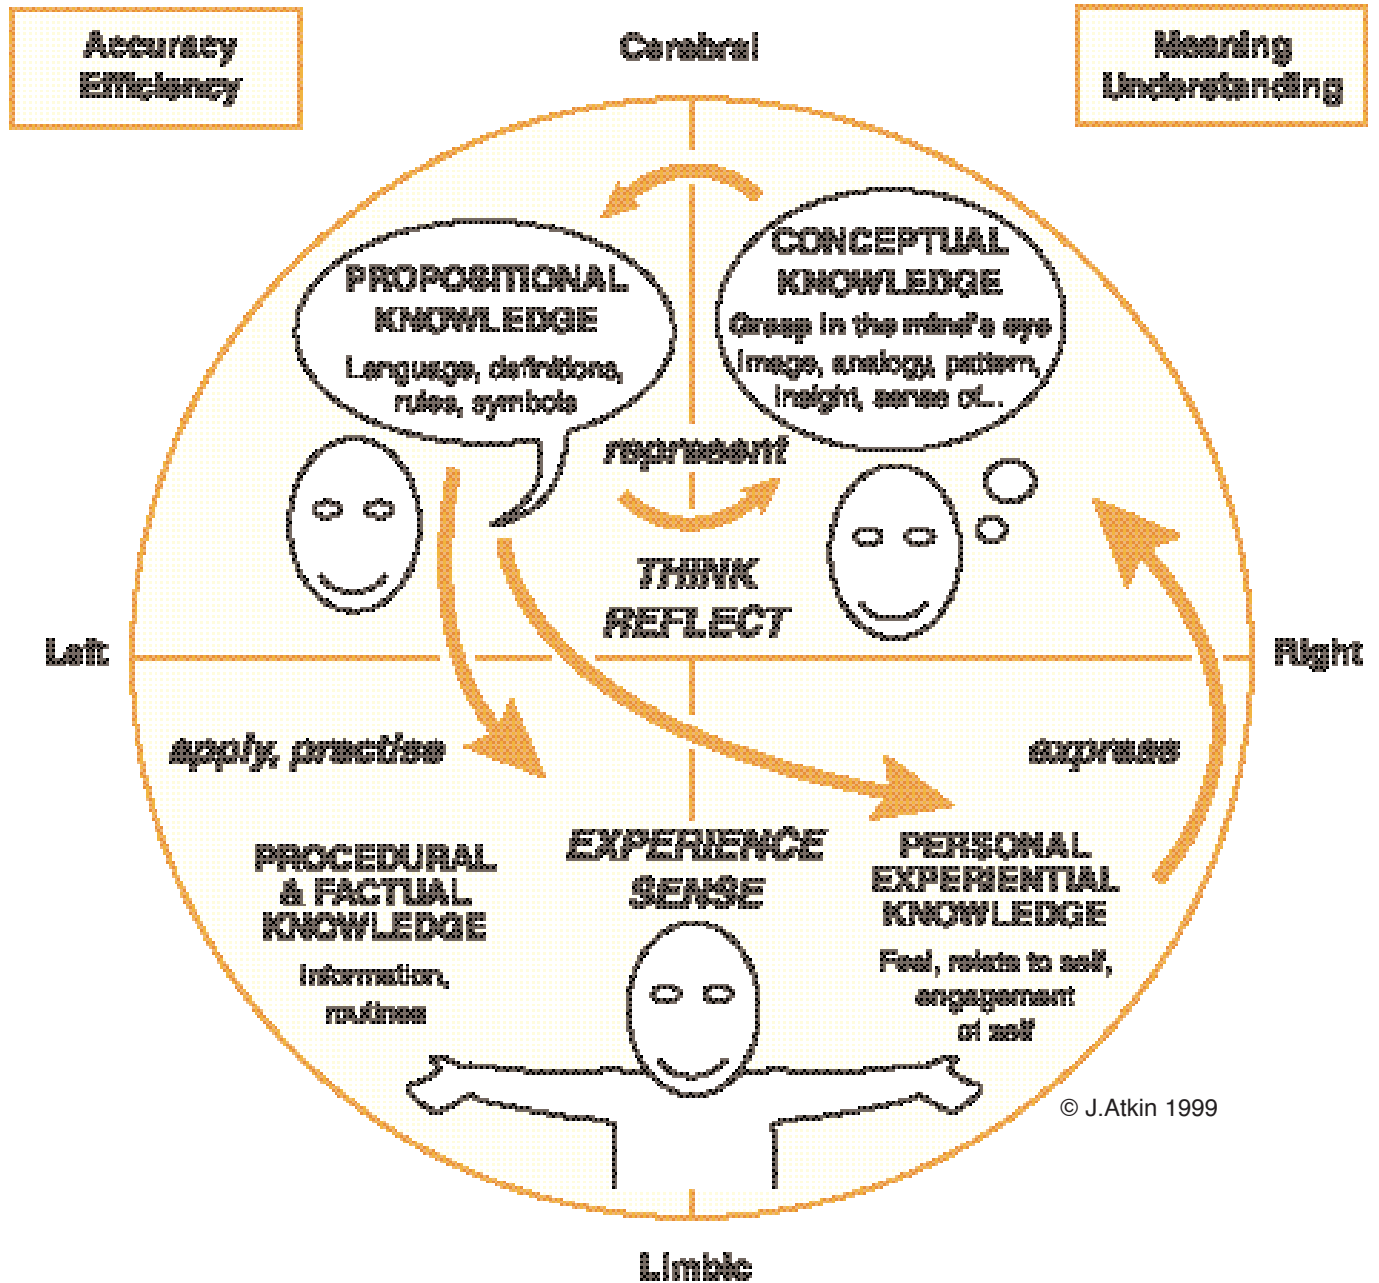 Accuracy
Efficiency
Cerebral
Meaning
Understanding
PROPOSITIONAL
KNOWLEDGE
Language, definitions,
rules, symbols
CONCEPTUAL
KNOWLEDGE
Grasp in the mind's eye
image, analogy, pattern,
insight, sense of...
represent
THINK
REFLECT
Left
Right
apply, practise
express
PROCEDURAL
& FACTUAL
KNOWLEDGE
information,
routines
EXPERIENCE
SENSE
PERSONAL
EXPERIENTIAL
KNOWLEDGE
Feel, relate to self,
engagement
of self
© J.Atkin 1999
Limbic